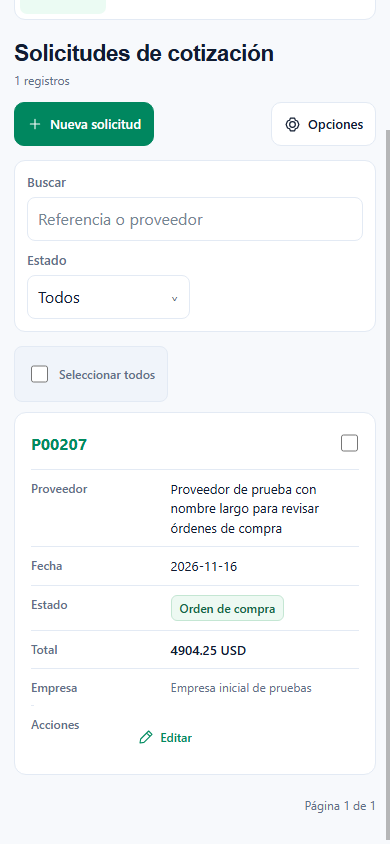 Solicitudes de cotización
1 registros
+ Nueva solicitud
Opciones
Buscar
Referencia o proveedor
Estado
Todos
Seleccionar todos
P00207
Proveedor
Proveedor de prueba con
nombre largo para revisar
órdenes de compra
Fecha
2026-11-16
Estado
Orden de compra
Total
4904.25 USD
Empresa
Empresa inicial de pruebas
Acciones
Editar
Página 1 de 1